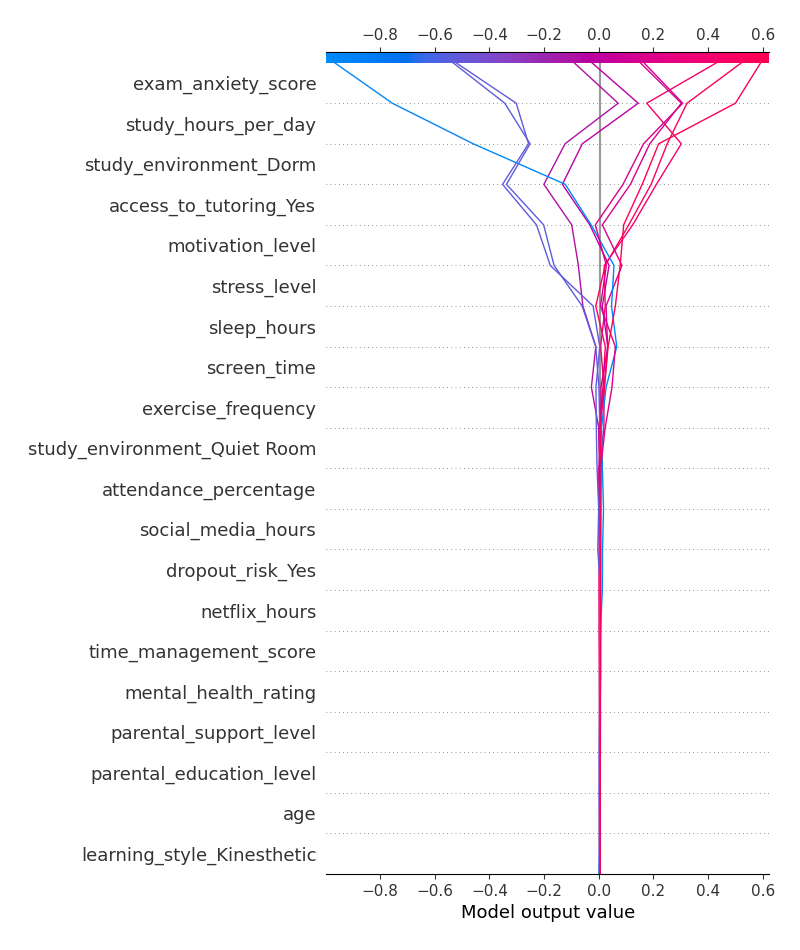 −0.8 −0.6 −0.4 −0.2 0.0 0.2 0.4 0.6
exam_anxiety_score
study_hours_per_day
study_environment_Dorm
access_to_tutoring_Yes
motivation_level
stress_level
sleep_hours
screen_time
exercise_frequency
study_environment_Quiet Room
attendance_percentage
social_media_hours
dropout_risk_Yes
netflix_hours
time_management_score
mental_health_rating
parental_support_level
parental_education_level
age
learning_style_Kinesthetic
−0.8 −0.6 −0.4 −0.2 0.0 0.2 0.4 0.6
Model output value